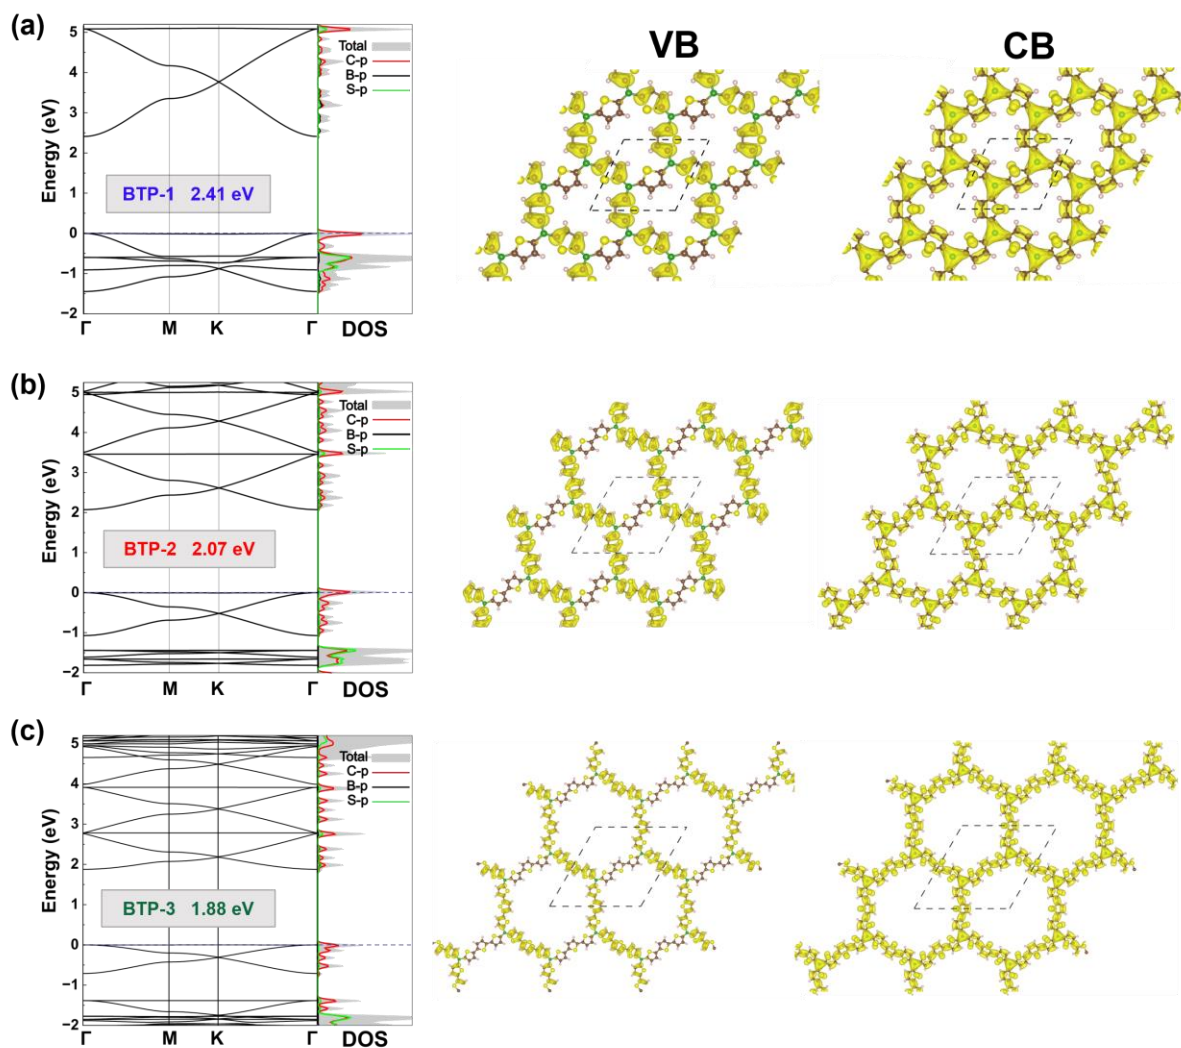 (a)
VB
CB
5
4
3
2
1
0
−1
−2
Energy (eV)
Total
C-p
B-p
S-p
BTP-1 2.41 eV
Γ M K Γ DOS
(b)
5
4
3
2
1
0
−1
−2
Energy (eV)
Total
C-p
B-p
S-p
BTP-2 2.07 eV
Γ M K Γ DOS
(c)
5
4
3
2
1
0
−1
−2
Energy (eV)
Total
C-p
B-p
S-p
BTP-3 1.88 eV
Γ M K Γ DOS